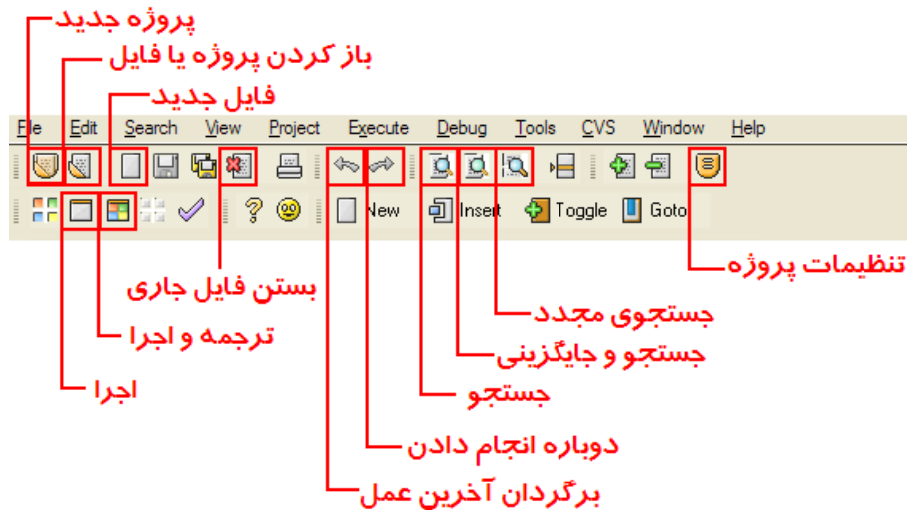 پروژه جدید
باز کردن پروژه یا فایل
فایل جدید
File Edit Search View Project Execute Debug Tools CVS Window Help
New Insert Toggle Goto
تنظیمات پروژه
بستن فایل جاری
جستجوی مجدد
ترجمه و اجرا
جستجو و جایگزینی
اجرا
جستجو
دوباره انجام دادن
برگردان آخرین عمل